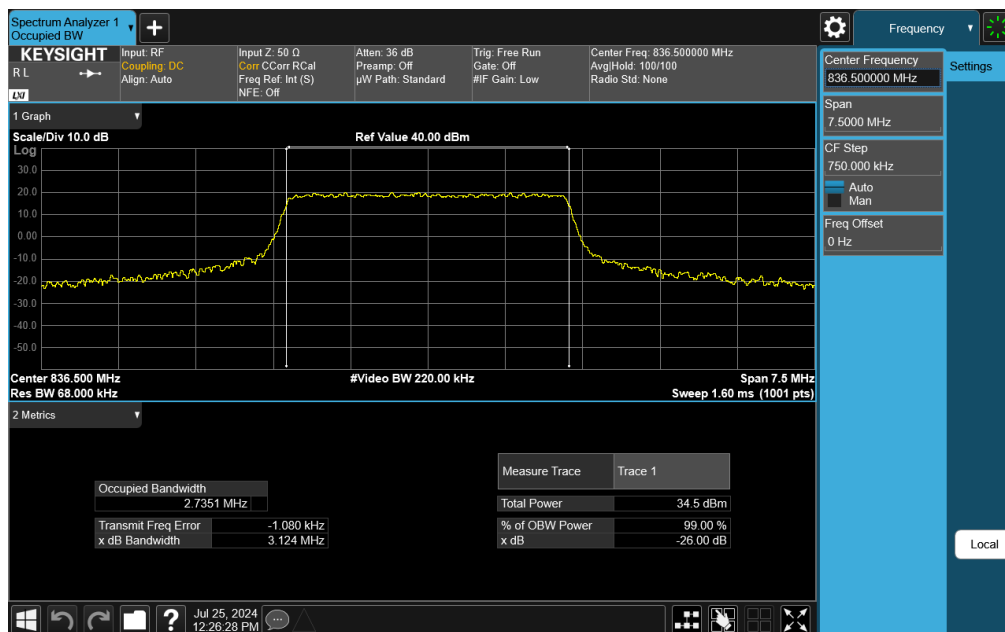 Spectrum Analyzer 1
Occupied BW
Frequency
KEYSIGHT
R L
LXI
Input: RF
Coupling: DC
Align: Auto
Input Z: 50 Ω
Corr CCorr RCal
Freq Ref: Int (S)
NFE: Off
Atten: 36 dB
Preamp: Off
µW Path: Standard
Trig: Free Run
Gate: Off
#IF Gain: Low
Center Freq: 836.500000 MHz
Avg|Hold: 100/100
Radio Std: None
Center Frequency
836.500000 MHz
Settings
Span
7.5000 MHz
CF Step
750.000 kHz
Auto
Man
Freq Offset
0 Hz
1 Graph
Scale/Div 10.0 dB
Ref Value 40.00 dBm
Log
30.0
20.0
10.0
0.00
-10.0
-20.0
-30.0
-40.0
-50.0
Center 836.500 MHz
#Video BW 220.00 kHz
Span 7.5 MHz
Res BW 68.000 kHz
Sweep 1.60 ms (1001 pts)
2 Metrics
Measure Trace Trace 1
Occupied Bandwidth
2.7351 MHz
Total Power 34.5 dBm
Transmit Freq Error -1.080 kHz
% of OBW Power 99.00 %
x dB Bandwidth 3.124 MHz
x dB -26.00 dB
Local
Jul 25, 2024
12:26:28 PM